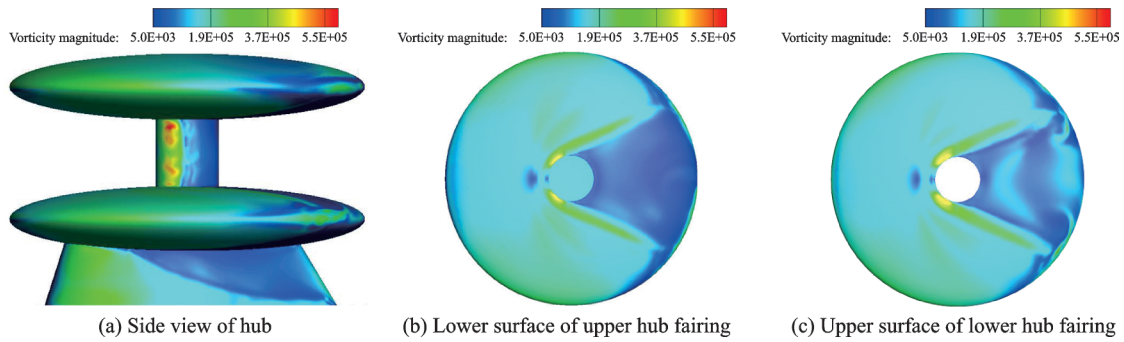 Vorticity magnitude: 5.0E+03 1.9E+05 3.7E+05 5.5E+05
Vorticity magnitude: 5.0E+03 1.9E+05 3.7E+05 5.5E+05
Vorticity magnitude: 5.0E+03 1.9E+05 3.7E+05 5.5E+05
(a) Side view of hub
(b) Lower surface of upper hub fairing
(c) Upper surface of lower hub fairing